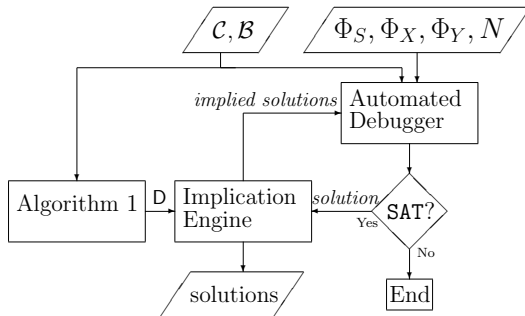 𝒞, ℬ
Φ_S, Φ_X, Φ_Y, N
implied solutions
Automated
Debugger
Algorithm 1
D
Implication
Engine
solution
Yes
SAT?
No
solutions
End